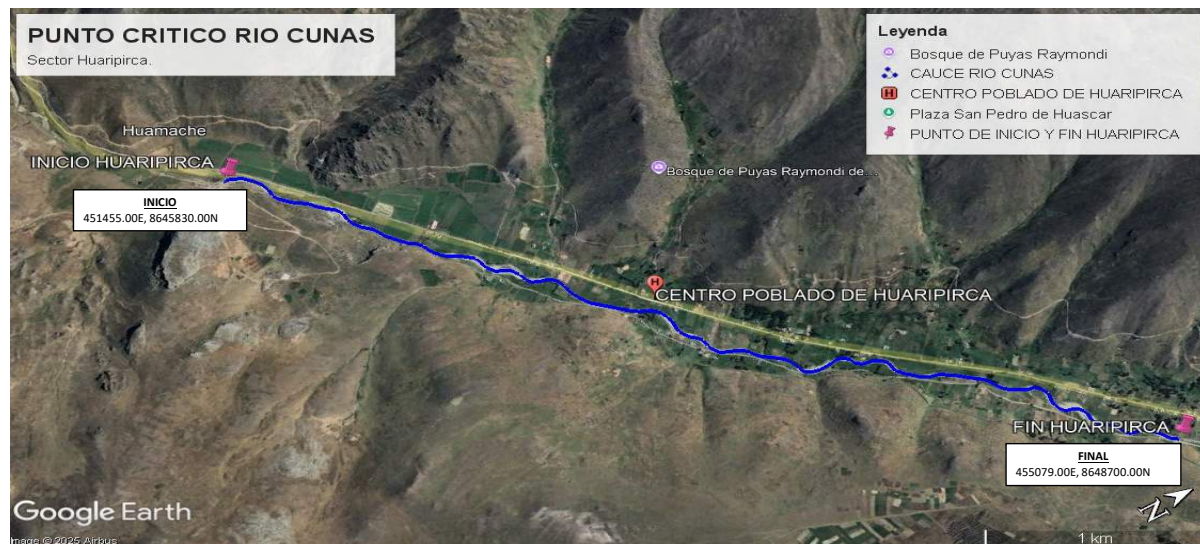 PUNTO CRITICO RIO CUNAS
Sector Huaripirca.
Leyenda
Bosque de Puyas Raymondi
CAUCE RIO CUNAS
H CENTRO POBLADO DE HUARIPIRCA
Plaza San Pedro de Huascar
PUNTO DE INICIO Y FIN HUARIPIRCA
Huamache
INICIO HUARIPIRCA
INICIO
451455.00E, 8645830.00N
Bosque de Puyas Raymondi de...
H
CENTRO POBLADO DE HUARIPIRCA
FIN HUARIPIRCA
FINAL
455079.00E, 8648700.00N
N
Google Earth
Image © 2025 Airbus
1 km